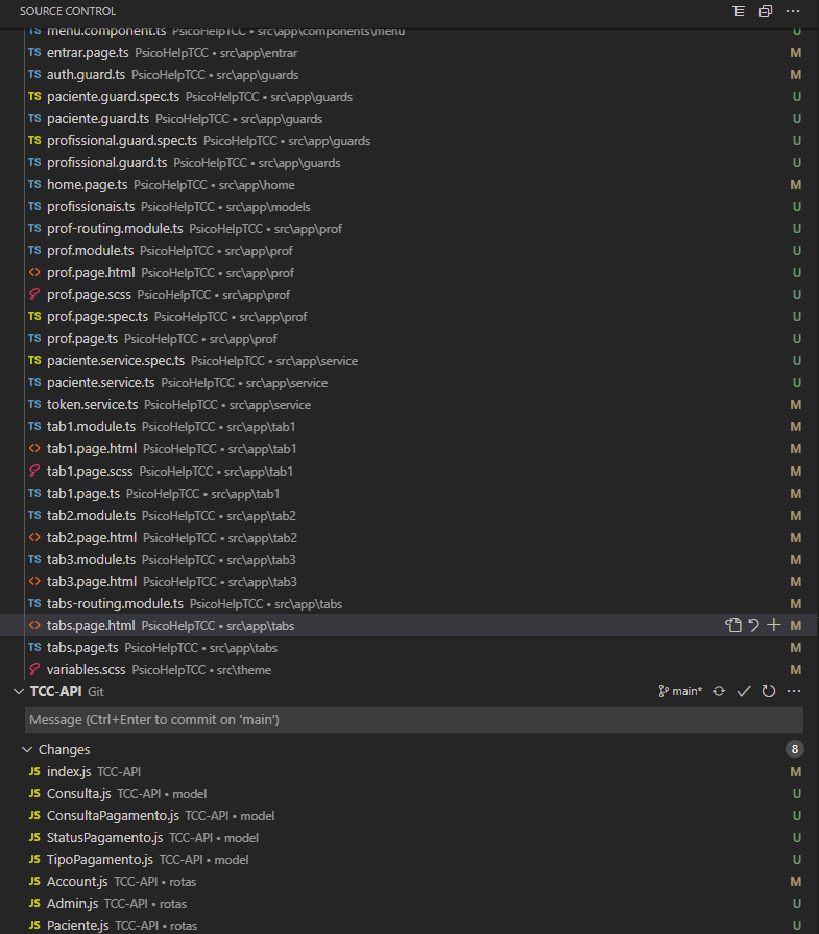 SOURCE CONTROL
TS menu.component.ts PsicoHelpTCC • src\app\components\menu U
TS entrar.page.ts PsicoHelpTCC • src\app\entrar M
TS auth.guard.ts PsicoHelpTCC • src\app\guards M
TS paciente.guard.spec.ts PsicoHelpTCC • src\app\guards U
TS paciente.guard.ts PsicoHelpTCC • src\app\guards U
TS profissional.guard.spec.ts PsicoHelpTCC • src\app\guards U
TS profissional.guard.ts PsicoHelpTCC • src\app\guards U
TS home.page.ts PsicoHelpTCC • src\app\home M
TS profissionais.ts PsicoHelpTCC • src\app\models U
TS prof-routing.module.ts PsicoHelpTCC • src\app\prof U
TS prof.module.ts PsicoHelpTCC • src\app\prof U
<> prof.page.html PsicoHelpTCC • src\app\prof U
prof.page.scss PsicoHelpTCC • src\app\prof U
TS prof.page.spec.ts PsicoHelpTCC • src\app\prof U
TS prof.page.ts PsicoHelpTCC • src\app\prof U
TS paciente.service.spec.ts PsicoHelpTCC • src\app\service U
TS paciente.service.ts PsicoHelpTCC • src\app\service U
TS token.service.ts PsicoHelpTCC • src\app\service M
TS tab1.module.ts PsicoHelpTCC • src\app\tab1 M
<> tab1.page.html PsicoHelpTCC • src\app\tab1 M
tab1.page.scss PsicoHelpTCC • src\app\tab1 M
TS tab1.page.ts PsicoHelpTCC • src\app\tab1 M
TS tab2.module.ts PsicoHelpTCC • src\app\tab2 M
<> tab2.page.html PsicoHelpTCC • src\app\tab2 M
TS tab3.module.ts PsicoHelpTCC • src\app\tab3 M
<> tab3.page.html PsicoHelpTCC • src\app\tab3 M
TS tabs-routing.module.ts PsicoHelpTCC • src\app\tabs M
<> tabs.page.html PsicoHelpTCC • src\app\tabs M
TS tabs.page.ts PsicoHelpTCC • src\app\tabs M
variables.scss PsicoHelpTCC • src\theme M
TCC-API Git main*
Message (Ctrl+Enter to commit on 'main')
Changes 8
JS index.js TCC-API M
JS Consulta.js TCC-API • model U
JS ConsultaPagamento.js TCC-API • model U
JS StatusPagamento.js TCC-API • model U
JS TipoPagamento.js TCC-API • model U
JS Account.js TCC-API • rotas M
JS Admin.js TCC-API • rotas U
JS Paciente.js TCC-API • rotas U